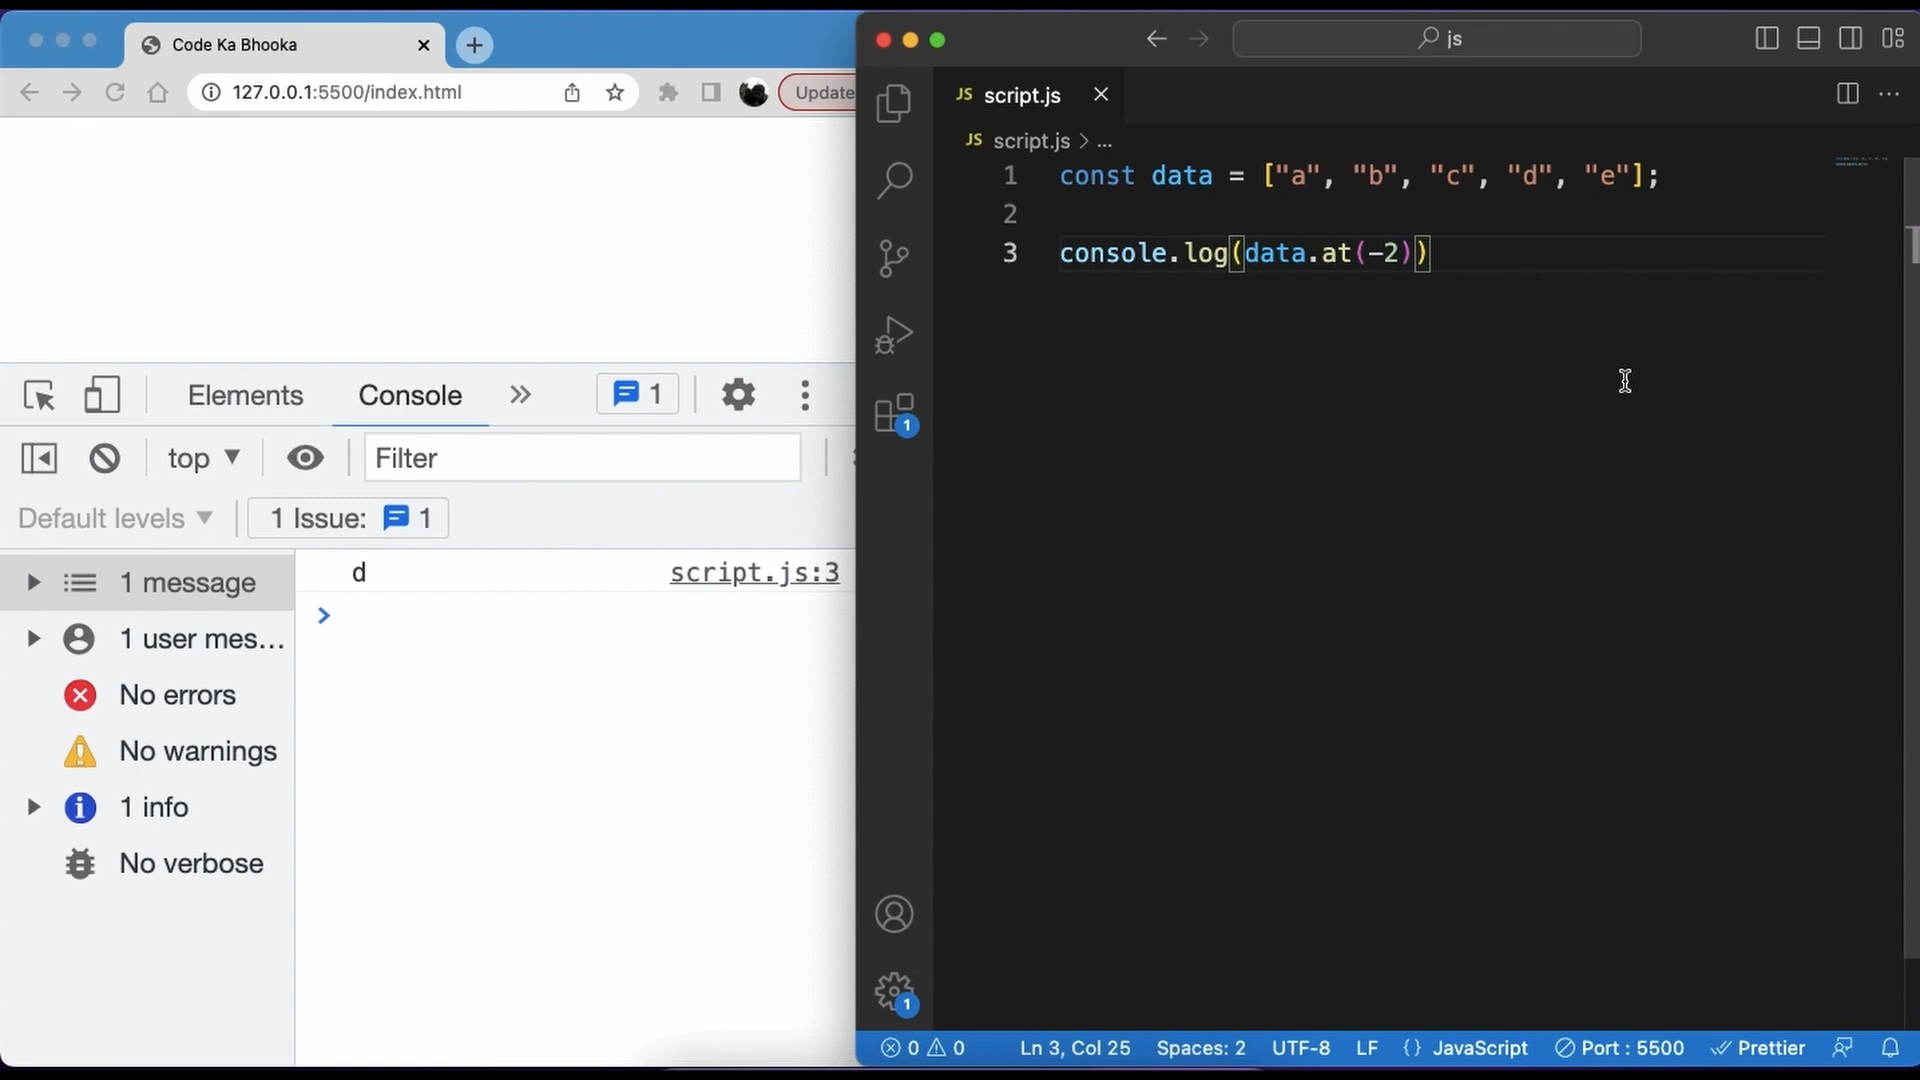 Code Ka Bhooka
127.0.0.1:5500/index.html
Update
Elements
Console
1
top
Filter
Default levels
1 Issue:
1
1 message
1 user mes...
No errors
No warnings
1 info
No verbose
d
script.js:3
>
js
JS script.js
JS script.js > ...
1 const data = ["a", "b", "c", "d", "e"];
2
3 console.log(data.at(-2))
1
1
0
0
Ln 3, Col 25
Spaces: 2
UTF-8
LF
{} JavaScript
Port : 5500
Prettier